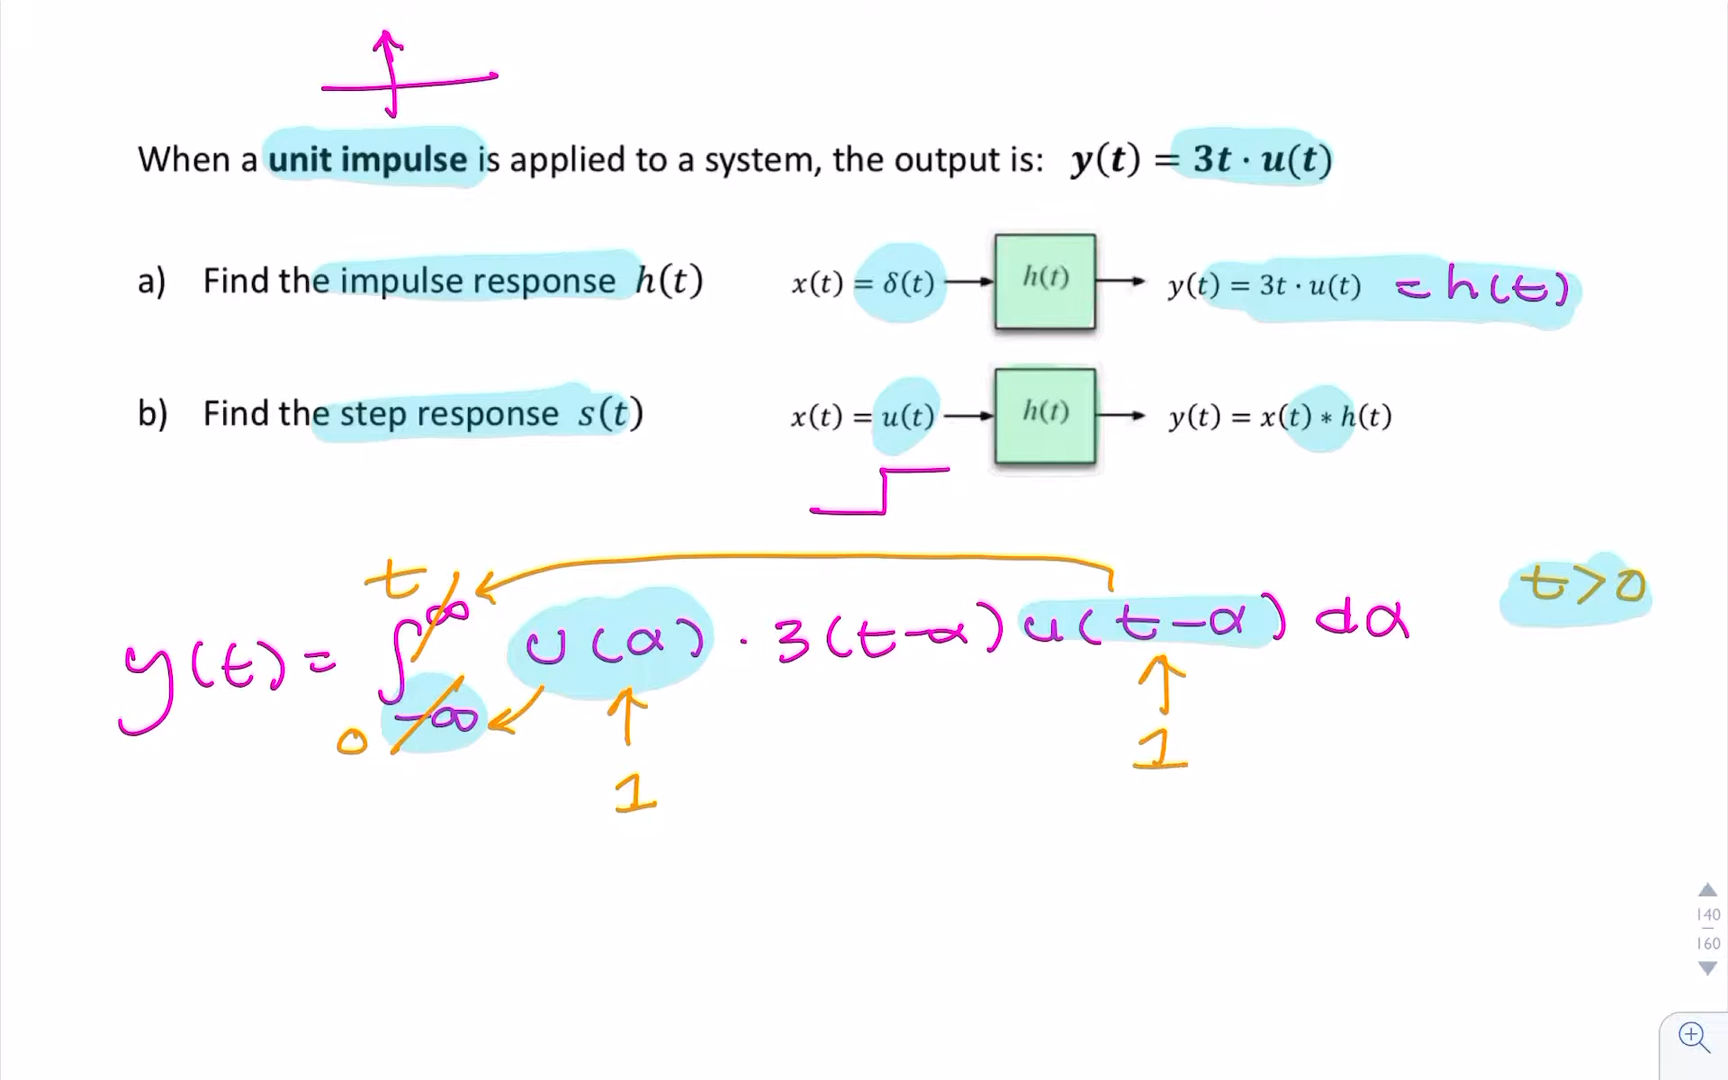 When a unit impulse is applied to a system, the output is: y(t) = 3t · u(t)
a) Find the impulse response h(t) x(t) = δ(t) h(t) y(t) = 3t · u(t) = h(t)
b) Find the step response s(t) x(t) = u(t) h(t) y(t) = x(t) * h(t)
t t>0
y(t) = ∫ ∞ -∞ u(α) · 3(t-α) u(t-α) dα
0 1 1
140
160